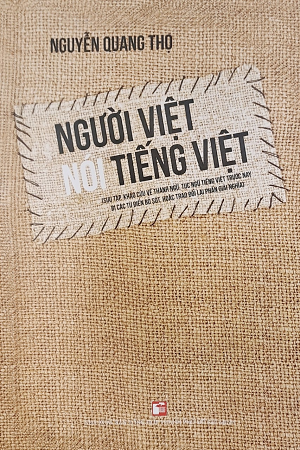 NGUYỄN QUANG THỌ
NGƯỜI VIỆT
NÓI TIẾNG VIỆT
(SƯU TẬP, KHẢO CỨU VỀ THÀNH NGỮ, TỤC NGỮ TIẾNG VIỆT TRƯỚC NAY
BỊ CÁC TỪ ĐIỂN BỎ SÓT, HOẶC TRAO ĐỔI LẠI PHẦN GIẢI NGHĨA)